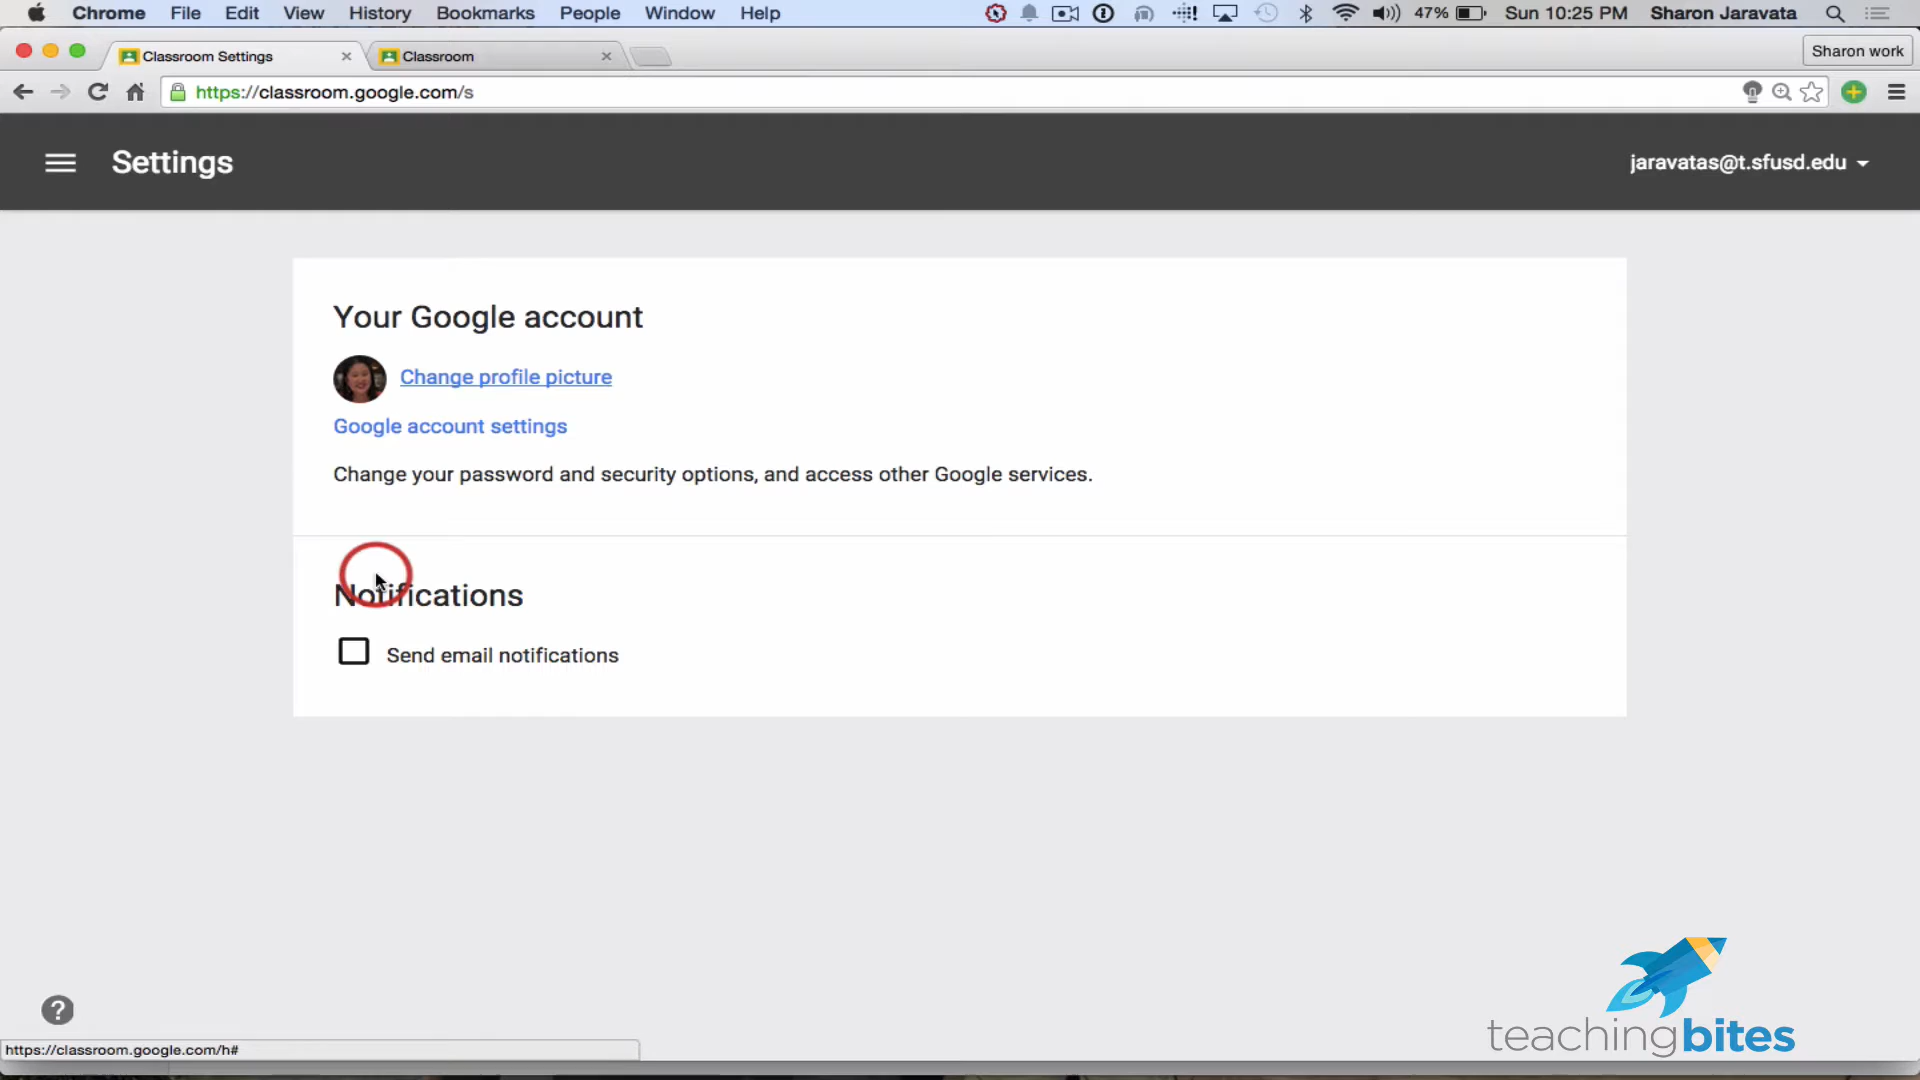 Chrome File Edit View History Bookmarks People Window Help 47% Sun 10:25 PM Sharon Jaravata
Classroom Settings Classroom Sharon work
https://classroom.google.com/s
Settings jaravatas@t.sfusd.edu
Your Google account
Change profile picture
Google account settings
Change your password and security options, and access other Google services.
Notifications
Send email notifications
?
https://classroom.google.com/h#
teachingbites